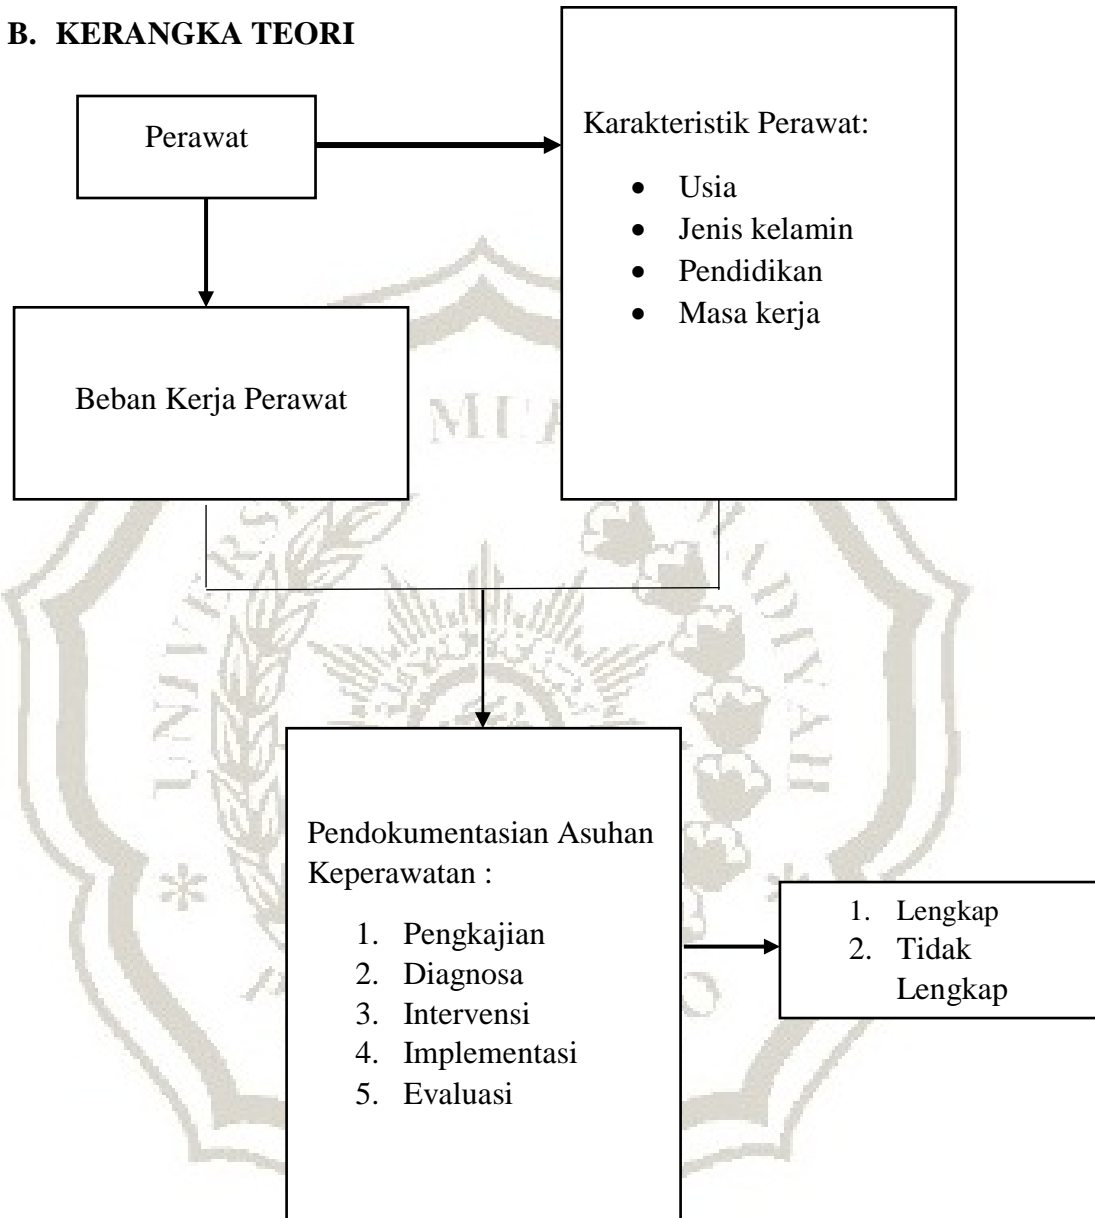 B. KERANGKA TEORI
Perawat
Karakteristik Perawat:
• Usia
• Jenis kelamin
• Pendidikan
• Masa kerja
Beban Kerja Perawat
Pendokumentasian Asuhan
Keperawatan :
1. Pengkajian
2. Diagnosa
3. Intervensi
4. Implementasi
5. Evaluasi
1. Lengkap
2. Tidak
Lengkap